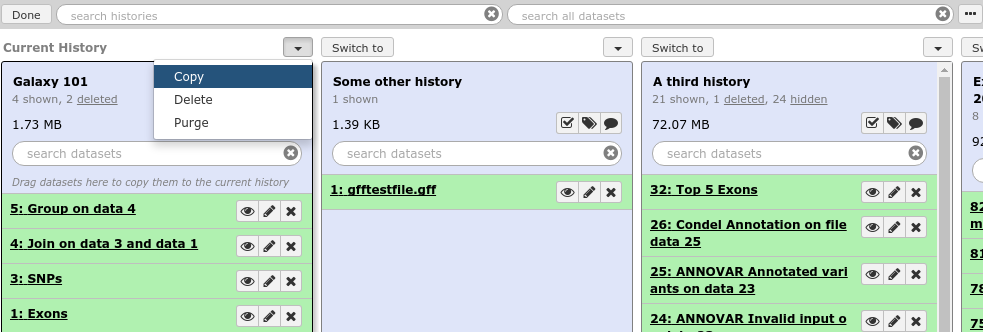 Done
search histories
search all datasets
Current History
Copy
Delete
Purge
Galaxy 101
4 shown, 2 deleted
1.73 MB
search datasets
Drag datasets here to copy them to the current history
5: Group on data 4
4: Join on data 3 and data 1
3: SNPs
1: Exons
Switch to
Some other history
1 shown
1.39 KB
search datasets
1: gfftestfile.gff
Switch to
A third history
21 shown, 1 deleted, 24 hidden
72.07 MB
search datasets
32: Top 5 Exons
26: Condel Annotation on file
data 25
25: ANNOVAR Annotated vari
ants on data 23
24: ANNOVAR Invalid input o
8
82
m
81
78
75